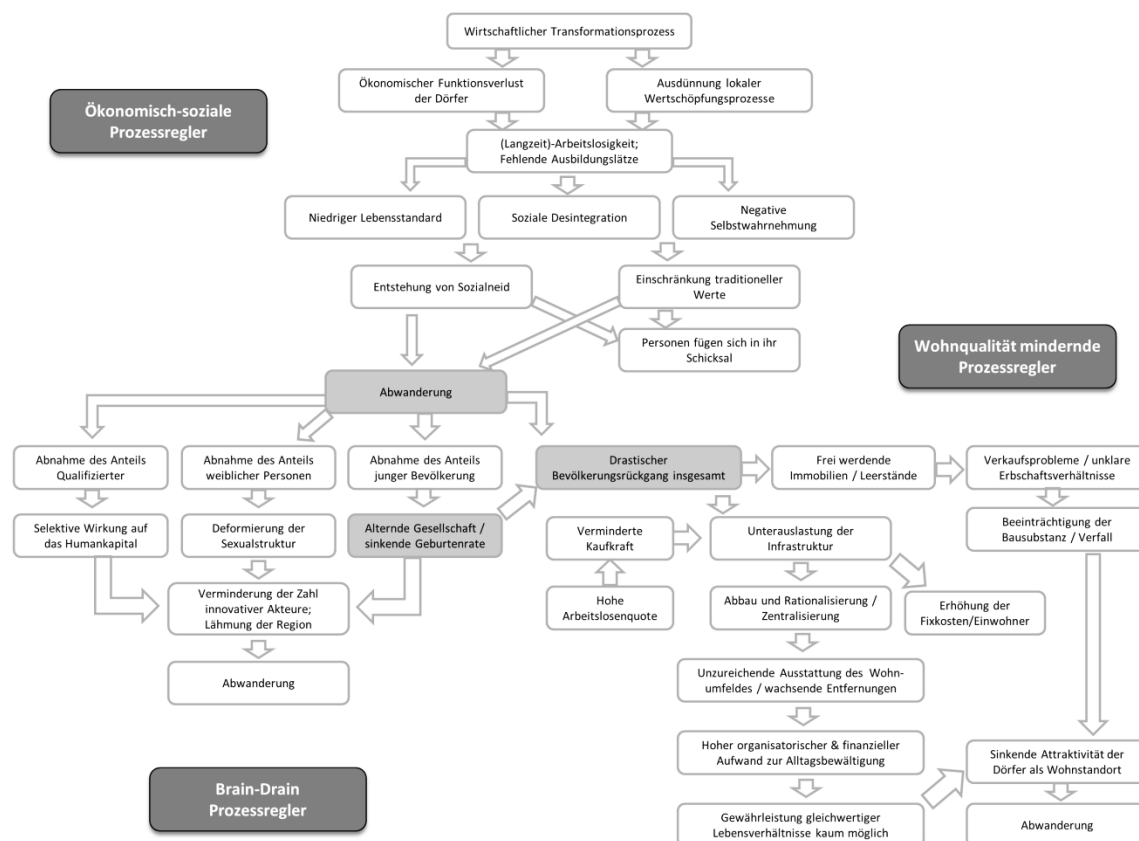 Wirtschaftlicher Transformationsprozess
Ökonomischer Funktionsverlust
der Dörfer
Ausdünnung lokaler
Wertschöpfungsprozesse
Ökonomisch-soziale
Prozessregler
(Langzeit)-Arbeitslosigkeit;
Fehlende Ausbildungslätze
Niedriger Lebensstandard
Soziale Desintegration
Negative
Selbstwahrnehmung
Entstehung von Sozialneid
Einschränkung traditioneller
Werte
Personen fügen sich in ihr
Schicksal
Wohnqualität mindernde
Prozessregler
Abwanderung
Abnahme des Anteils
Qualifizierter
Abnahme des Anteils
weiblicher Personen
Abnahme des Anteils
junger Bevölkerung
Drastischer
Bevölkerungsrückgang insgesamt
Frei werdende
Immobilien / Leerstände
Verkaufsprobleme / unklare
Erbschaftsverhältnisse
Selektive Wirkung auf
das Humankapital
Deformierung der
Sexualstruktur
Alternde Gesellschaft /
sinkende Geburtenrate
Verminderte
Kaufkraft
Unterauslastung der
Infrastruktur
Beeinträchtigung der
Bausubstanz / Verfall
Verminderung der Zahl
innovativer Akteure;
Lähmung der Region
Hohe
Arbeitslosenquote
Abbau und Rationalisierung /
Zentralisierung
Erhöhung der
Fixkosten/Einwohner
Abwanderung
Unzureichende Ausstattung des Wohn-
umfeldes / wachsende Entfernungen
Hoher organisatorischer & finanzieller
Aufwand zur Alltagsbewältigung
Sinkende Attraktivität der
Dörfer als Wohnstandort
Brain-Drain
Prozessregler
Gewährleistung gleichwertiger
Lebensverhältnisse kaum möglich
Abwanderung